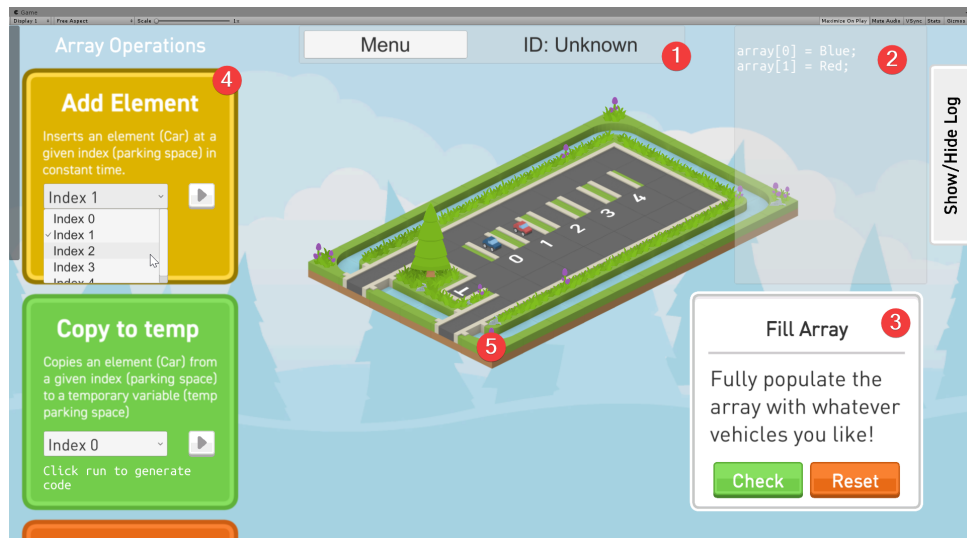 Game
Display 1
Free Aspect
Scale
1x
Maximize On Play
Mute Audio
VSync
Stats
Gizmos
Array Operations
Menu
ID: Unknown
1
array[0] = Blue;
array[1] = Red;
2
Show/Hide Log
4
Add Element
Inserts an element (Car) at a
given index (parking space) in
constant time.
Index 1
Index 0
Index 1
Index 2
Index 3
Index 4
0
1
2
3
4
T
5
Copy to temp
Copies an element (Car) from
a given index (parking space)
to a temporary variable (temp
parking space)
Index 0
Click run to generate
code
Fill Array
3
Fully populate the
array with whatever
vehicles you like!
Check
Reset